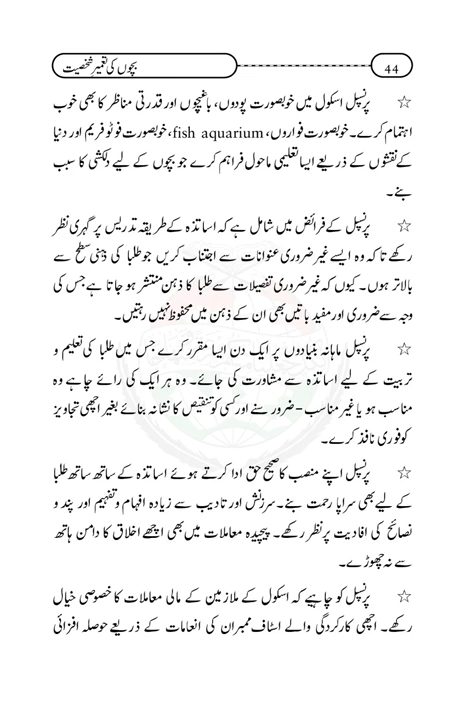 بچوں کی تعمیر شخصیت
44
☆ پرنسپل اسکول میں خوبصورت پودوں، باغیچوں اور قدرتی مناظر کا بھی خوب
اہتمام کرے۔ خوبصورت فواروں، fish aquarium، خوبصورت فوٹو فریم اور دنیا
کے نقشوں کے ذریعے ایسا تعلیمی ماحول فراہم کرے جو بچوں کے لیے دلکشی کا سبب
بنے۔
☆ پرنسپل کے فرائض میں شامل ہے کہ اساتذہ کے طریقہ تدریس پر گہری نظر
رکھے تاکہ وہ ایسے غیر ضروری عنوانات سے اجتناب کریں جو طلبا کی ذہنی سطح سے
بالاتر ہوں۔ کیوں کہ غیر ضروری تفصیلات سے طلبا کا ذہن منتشر ہو جاتا ہے جس کی
وجہ سے ضروری اور مفید باتیں بھی ان کے ذہن میں محفوظ نہیں رہتیں۔
☆ پرنسپل ماہانہ بنیادوں پر ایک دن ایسا مقرر کرے جس میں طلبا کی تعلیم و
تربیت کے لیے اساتذہ سے مشاورت کی جائے۔ وہ ہر ایک کی رائے چاہے وہ
مناسب ہو یا غیر مناسب - ضرور سنے اور کسی کو تنقیص کا نشانہ بنائے بغیر اچھی تجاویز
کو فوری نافذ کرے۔
☆ پرنسپل اپنے منصب کا صحیح حق ادا کرتے ہوئے اساتذہ کے ساتھ ساتھ طلبا
کے لیے بھی سراپا رحمت بنے۔ سرزنش اور تادیب سے زیادہ افہام و تفہیم اور پند و
نصائح کی افادیت پر نظر رکھے۔ پیچیدہ معاملات میں بھی اچھے اخلاق کا دامن ہاتھ
سے نہ چھوڑے۔
☆ پرنسپل کو چاہیے کہ اسکول کے ملازمین کے مالی معاملات کا خصوصی خیال
رکھے۔ اچھی کارکردگی والے اسٹاف ممبران کی انعامات کے ذریعے حوصلہ افزائی